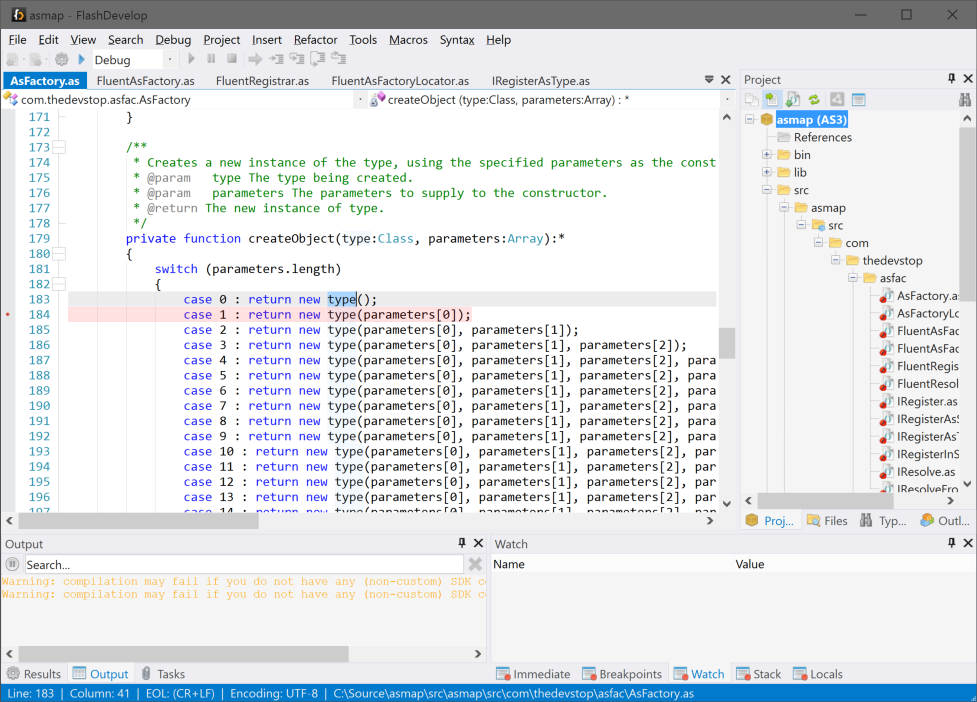 asmap - FlashDevelop
File Edit View Search Debug Project Insert Refactor Tools Macros Syntax Help
Debug
AsFactory.as FluentAsFactory.as FluentRegistrar.as FluentAsFactoryLocator.as IRegisterAsType.as
com.thedevstop.asfac.AsFactory createObject (type:Class, parameters:Array) : *
171 }
172
173 /**
174 * Creates a new instance of the type, using the specified parameters as the const
175 * @param type The type being created.
176 * @param parameters The parameters to supply to the constructor.
177 * @return The new instance of type.
178 */
179 private function createObject(type:Class, parameters:Array):*
180 {
181 switch (parameters.length)
182 {
183 case 0 : return new type();
184 case 1 : return new type(parameters[0]);
185 case 2 : return new type(parameters[0], parameters[1]);
186 case 3 : return new type(parameters[0], parameters[1], parameters[2]);
187 case 4 : return new type(parameters[0], parameters[1], parameters[2], para
188 case 5 : return new type(parameters[0], parameters[1], parameters[2], para
189 case 6 : return new type(parameters[0], parameters[1], parameters[2], para
190 case 7 : return new type(parameters[0], parameters[1], parameters[2], para
191 case 8 : return new type(parameters[0], parameters[1], parameters[2], para
192 case 9 : return new type(parameters[0], parameters[1], parameters[2], para
193 case 10 : return new type(parameters[0], parameters[1], parameters[2], par
194 case 11 : return new type(parameters[0], parameters[1], parameters[2], par
195 case 12 : return new type(parameters[0], parameters[1], parameters[2], par
196 case 13 : return new type(parameters[0], parameters[1], parameters[2], par
197 case 14 : return new type(parameters[0], parameters[1], parameters[2], par
Project
asmap (AS3)
References
bin
lib
src
asmap
src
com
thedevstop
asfac
AsFactory.as
AsFactoryLo
FluentAsFac
FluentAsFac
FluentRegis
FluentResol
IRegister.as
IRegisterAsS
IRegisterAsT
IRegisterInS
IResolve.as
IResolveFro
Proj... Files Typ... Outl...
Output
Search...
Warning: compilation may fail if you do not have any (non-custom) SDK co
Warning: compilation may fail if you do not have any (non-custom) SDK co
Results Output Tasks
Watch
Name Value
Immediate Breakpoints Watch Stack Locals
Line: 183 | Column: 41 | EOL: (CR+LF) | Encoding: UTF-8 | C:\Source\asmap\src\asmap\src\com\thedevstop\asfac\AsFactory.as